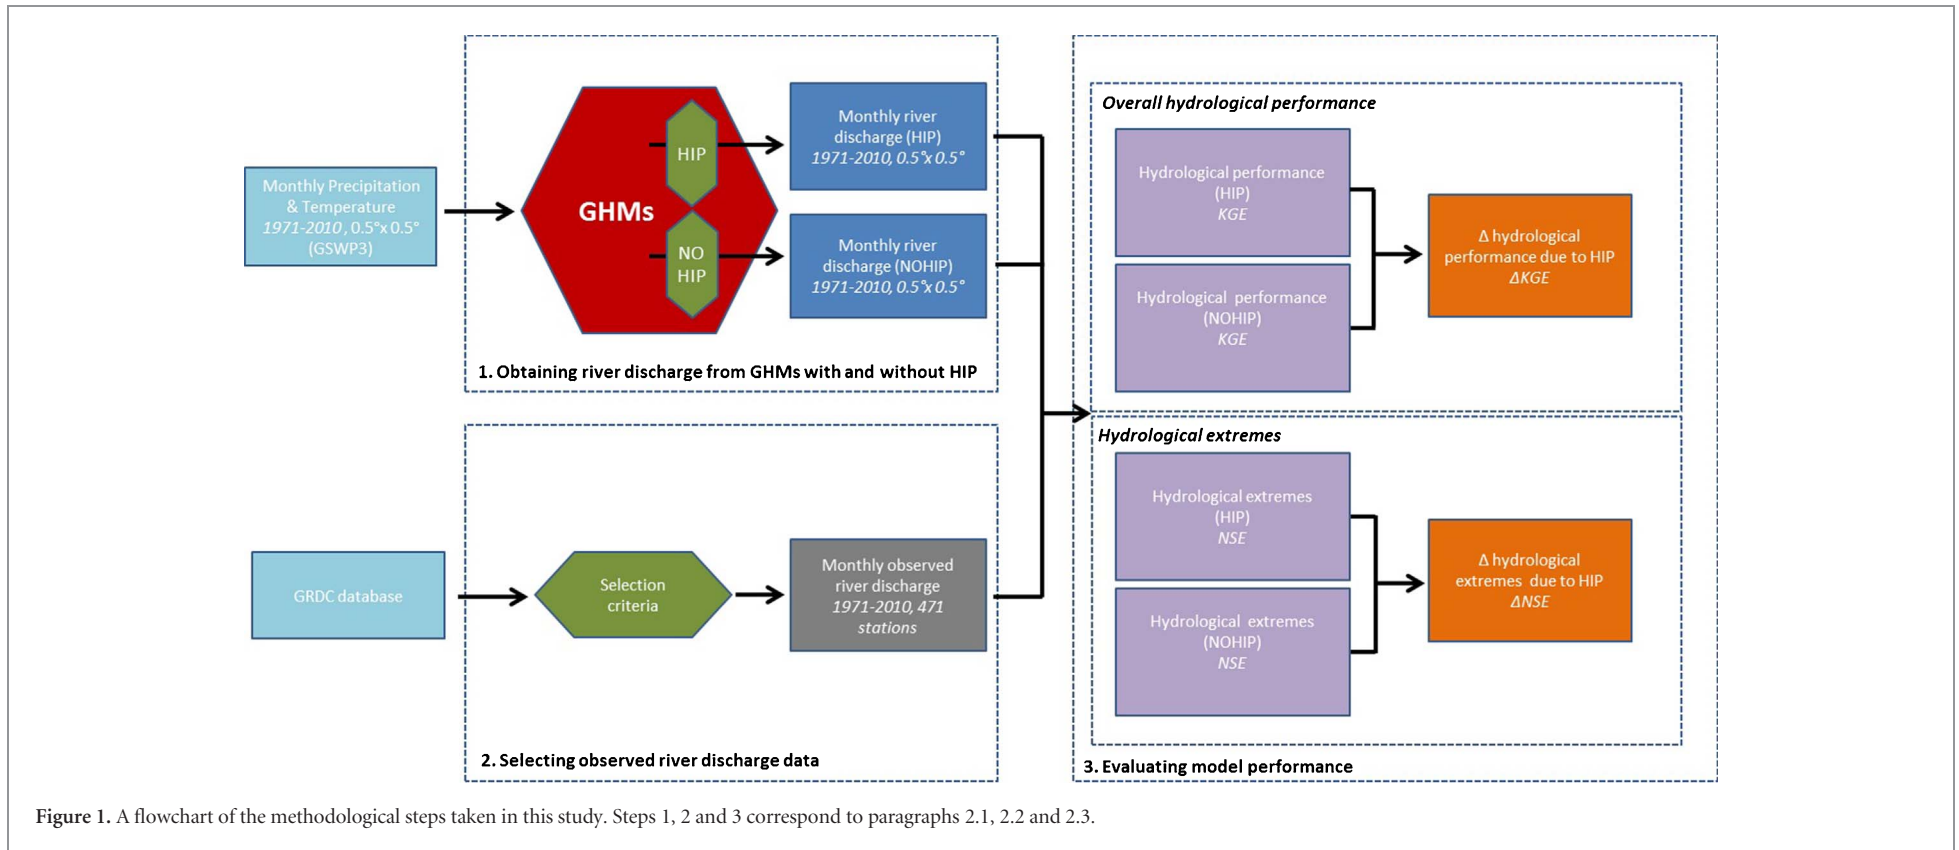 Monthly Precipitation
& Temperature
1971-2010 , 0.5°x 0.5°
(GSWP3)
GHMs
HIP
NO
HIP
Monthly river
discharge (HIP)
1971-2010, 0.5°x 0.5°
Monthly river
discharge (NOHIP)
1971-2010, 0.5°x 0.5°
1. Obtaining river discharge from GHMs with and without HIP
GRDC database
Selection
criteria
Monthly observed
river discharge
1971-2010, 471
stations
2. Selecting observed river discharge data
Overall hydrological performance
Hydrological performance
(HIP)
KGE
Hydrological performance
(NOHIP)
KGE
Δ hydrological
performance due to HIP
ΔKGE
Hydrological extremes
Hydrological extremes
(HIP)
NSE
Hydrological extremes
(NOHIP)
NSE
Δ hydrological
extremes due to HIP
ΔNSE
3. Evaluating model performance
Figure 1. A flowchart of the methodological steps taken in this study. Steps 1, 2 and 3 correspond to paragraphs 2.1, 2.2 and 2.3.